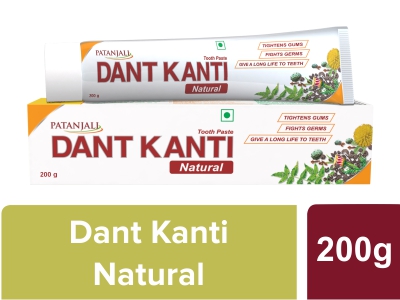 PATANJALI
Tooth Paste
DANT KANTI
Natural
200 g
TIGHTENS GUMS
FIGHTS GERMS
GIVE A LONG LIFE TO TEETH
PATANJALI
Tooth Paste
DANT KANTI
Natural
200 g
TIGHTENS GUMS
FIGHTS GERMS
GIVE A LONG LIFE TO TEETH
Dant Kanti
Natural
200g